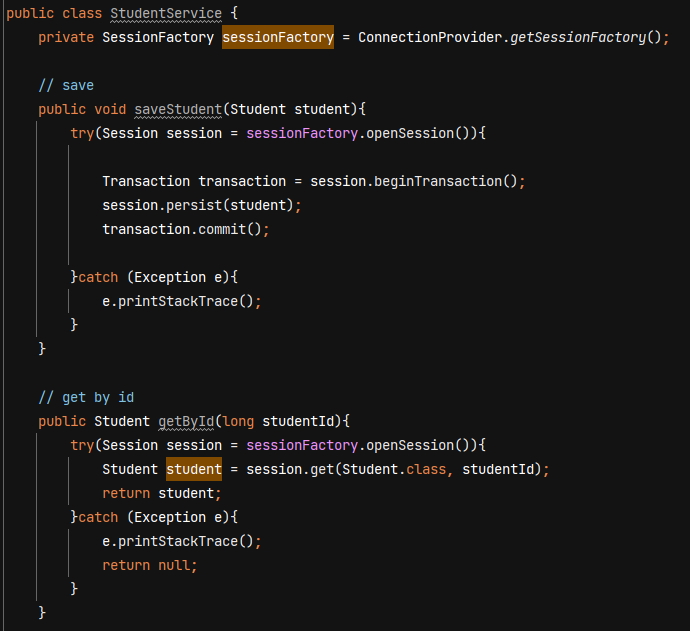 public class StudentService {
    private SessionFactory sessionFactory = ConnectionProvider.getSessionFactory();

    // save
    public void saveStudent(Student student){
        try(Session session = sessionFactory.openSession()){

            Transaction transaction = session.beginTransaction();
            session.persist(student);
            transaction.commit();

        }catch (Exception e){
            e.printStackTrace();
        }
    }

    // get by id
    public Student getById(long studentId){
        try(Session session = sessionFactory.openSession()){
            Student student = session.get(Student.class, studentId);
            return student;
        }catch (Exception e){
            e.printStackTrace();
            return null;
        }
    }